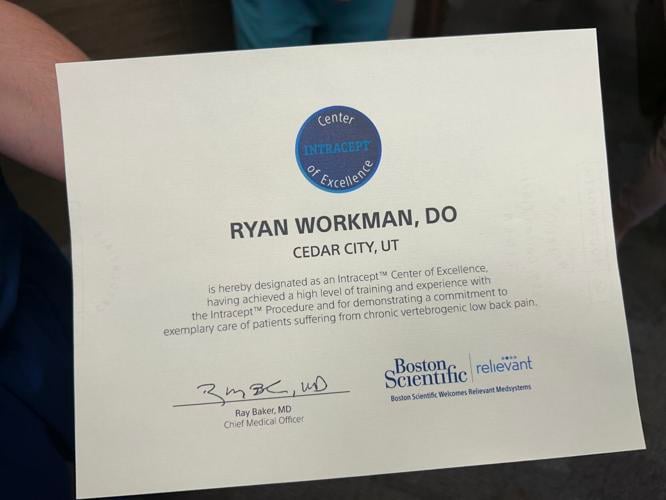 Center
INTRACEPT
of Excellence
RYAN WORKMAN, DO
CEDAR CITY, UT
is hereby designated as an Intracept™ Center of Excellence,
having achieved a high level of training and experience with
the Intracept™ Procedure and for demonstrating a commitment to
exemplary care of patients suffering from chronic vertebrogenic low back pain.
Ray Baker, MD
Chief Medical Officer
Boston
Scientific
relievant
Boston Scientific Welcomes Relievant Medsystems